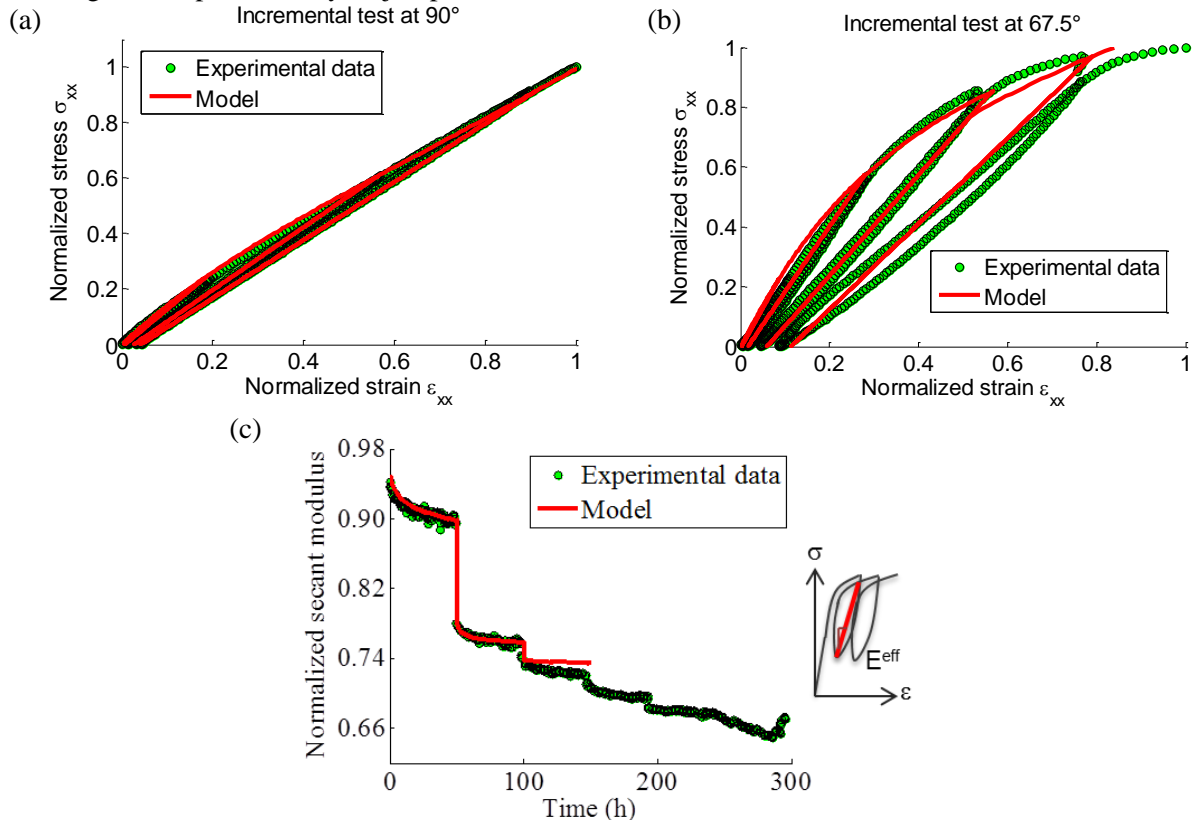 (a)
Incremental test at 90°
Experimental data
Model
Normalized stress σxx
1
0.8
0.6
0.4
0.2
0
0
0.2
0.4
0.6
0.8
1
Normalized strain εxx
(b)
Incremental test at 67.5°
Experimental data
Model
Normalized stress σxx
1
0.8
0.6
0.4
0.2
0
0
0.2
0.4
0.6
0.8
1
Normalized strain εxx
(c)
Experimental data
Model
Normalized secant modulus
0.98
0.90
0.82
0.74
0.66
0
100
200
300
Time (h)
σ
Eeff
ε